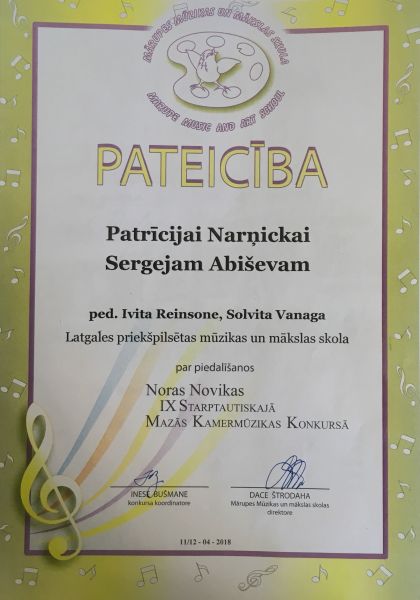 MĀRUPES MŪZIKAS UN MĀKSLAS SKOLA
MARUPE MUSIC AND ART SCHOOL
PATEICĪBA
Patrīcijai Narņickai
Sergejam Abiševam
ped. Ivita Reinsone, Solvita Vanaga
Latgales priekšpilsētas mūzikas un mākslas skola
par piedalīšanos
Noras Novikas
IX STARPTAUTISKAJĀ
MAZĀS KAMERMŪZIKAS KONKURSĀ
INESE BUŠMANE
konkursa koordinatore
DACE ŠTRODAHA
Mārupes Mūzikas un mākslas skolas
direktore
11/12 - 04 - 2018